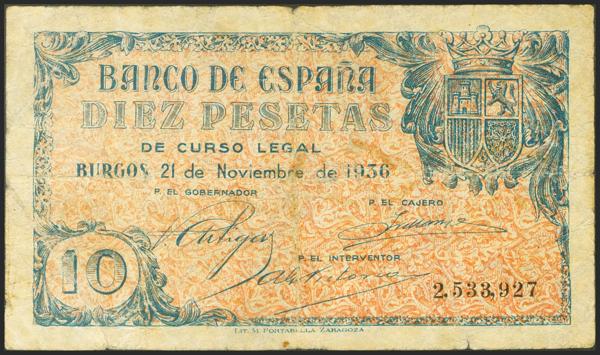 BANCO DE ESPAÑA
DIEZ PESETAS
DE CURSO LEGAL
BURGOS 21 de Noviembre de 1936
P. EL GOBERNADOR
P. EL CAJERO
P. EL INTERVENTOR
10
2.533,927
LIT. M. PORTABELLA ZARAGOZA